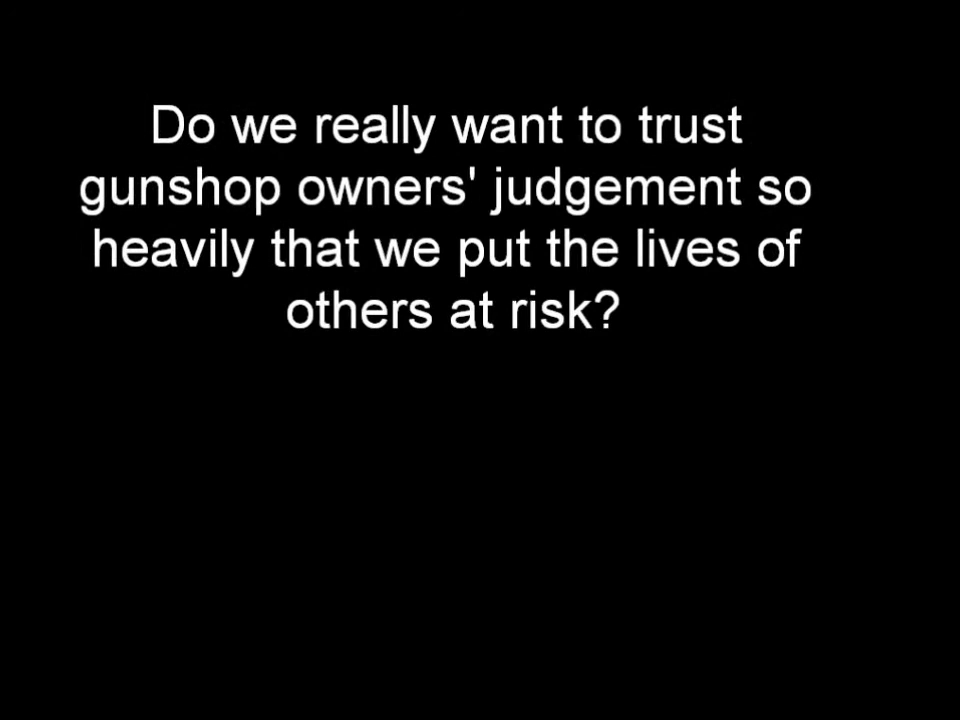 Do we really want to trust
gunshop owners' judgement so
heavily that we put the lives of
others at risk?